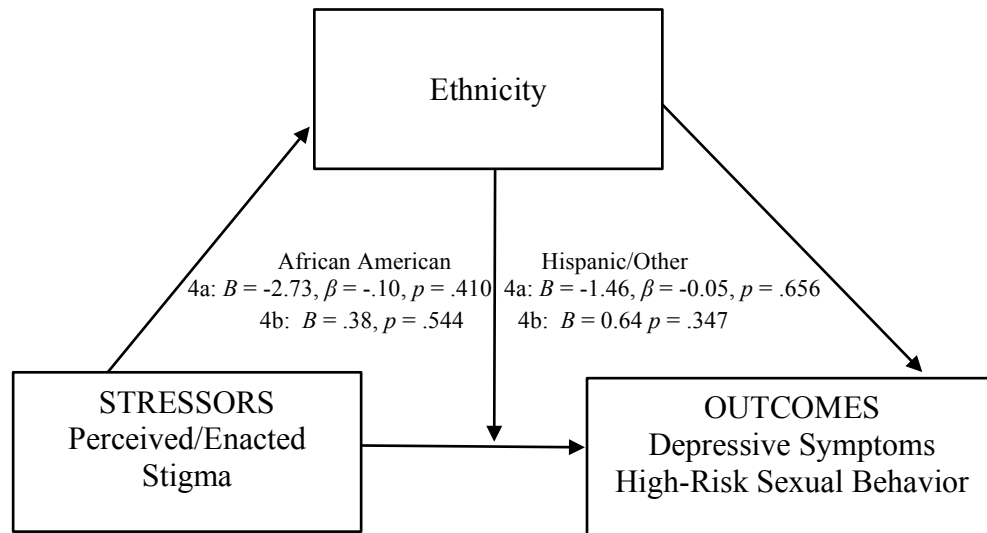 Ethnicity
African American
4a: B = -2.73, β = -.10, p = .410
4b: B = .38, p = .544
Hispanic/Other
4a: B = -1.46, β = -0.05, p = .656
4b: B = 0.64 p = .347
STRESSORS
Perceived/Enacted
Stigma
OUTCOMES
Depressive Symptoms
High-Risk Sexual Behavior